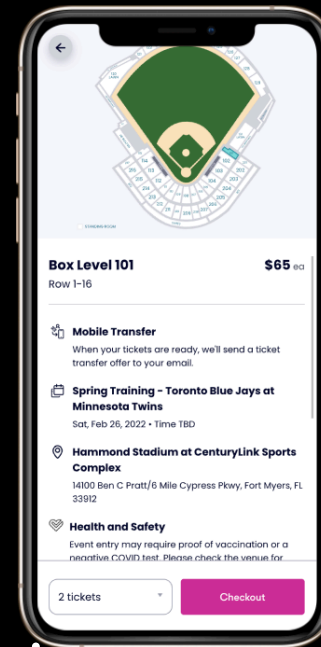 Box Level 101
$65 ea
Row 1-16
Mobile Transfer
When your tickets are ready, we'll send a ticket
transfer offer to your email.
Spring Training - Toronto Blue Jays at
Minnesota Twins
Sat, Feb 26, 2022 • Time TBD
Hammond Stadium at CenturyLink Sports
Complex
14100 Ben C Pratt/6 Mile Cypress Pkwy, Fort Myers, FL
33912
Health and Safety
Event entry may require proof of vaccination or a
negative COVID test. Please check the venue for
2 tickets
Checkout